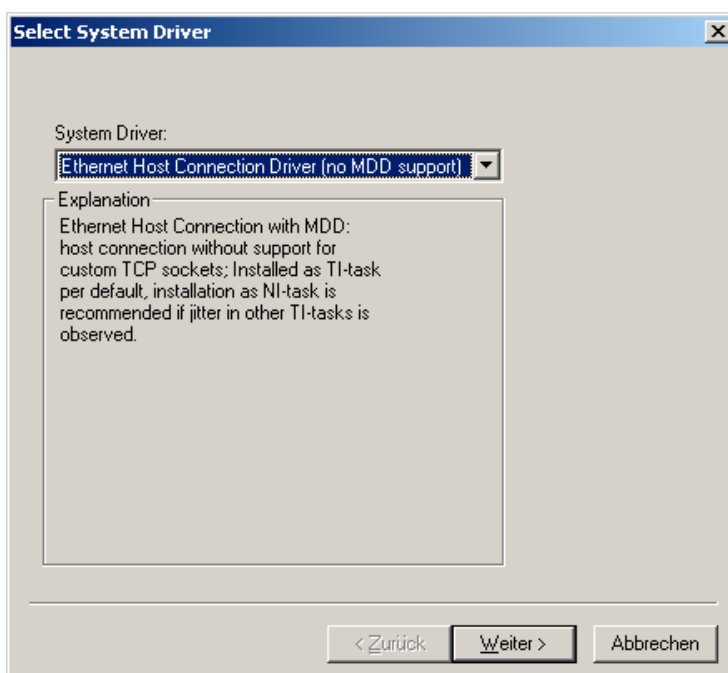 Select System Driver
System Driver:
Ethernet Host Connection Driver (no MDD support)
Explanation
Ethernet Host Connection with MDD:
host connection without support for
custom TCP sockets; Installed as TI-task
per default, installation as NI-task is
recommended if jitter in other TI-tasks is
observed.
< Zurück
Weiter >
Abbrechen